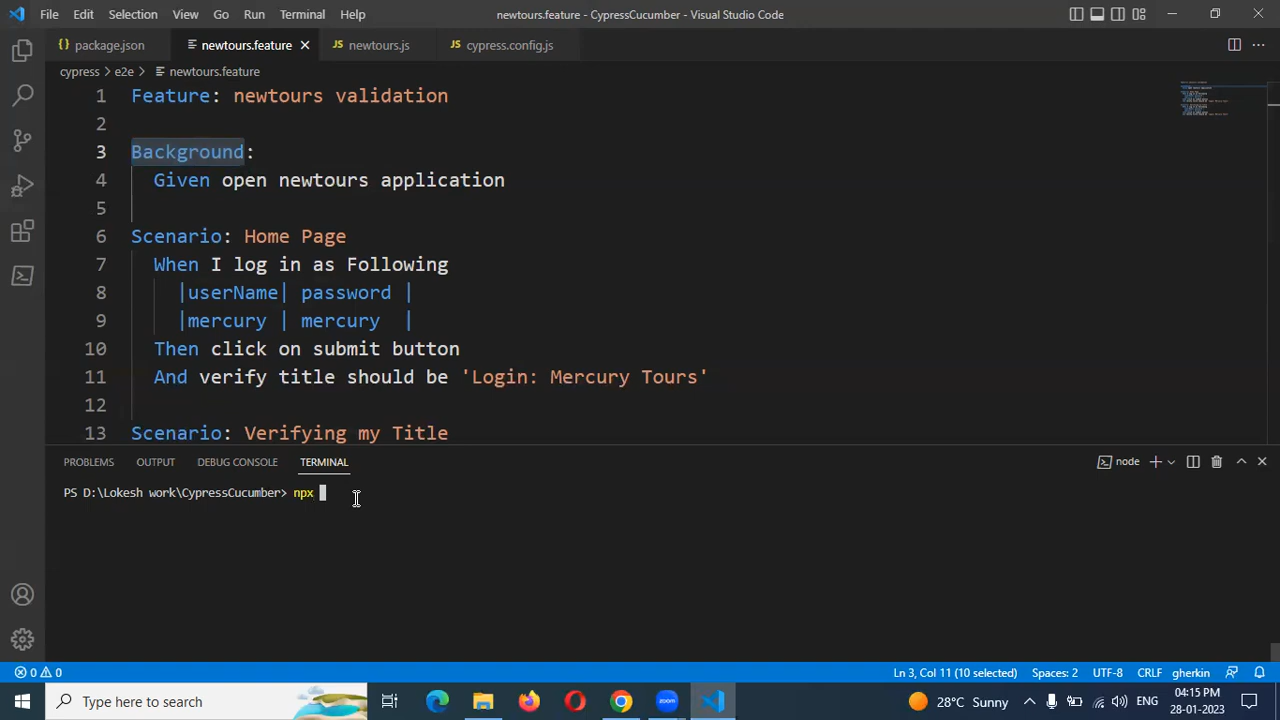 File Edit Selection View Go Run Terminal Help newtours.feature - CypressCucumber - Visual Studio Code
{} package.json newtours.feature JS newtours.js JS cypress.config.js
cypress > e2e > newtours.feature
1 Feature: newtours validation
2
3 Background:
4 Given open newtours application
5
6 Scenario: Home Page
7 When I log in as Following
8 |userName| password |
9 |mercury | mercury |
10 Then click on submit button
11 And verify title should be 'Login: Mercury Tours'
12
13 Scenario: Verifying my Title
PROBLEMS OUTPUT DEBUG CONSOLE TERMINAL node
PS D:\Lokesh work\CypressCucumber> npx
0 0 Ln 3, Col 11 (10 selected) Spaces: 2 UTF-8 CRLF gherkin
Type here to search zoom 28°C Sunny ENG 04:15 PM
28-01-2023